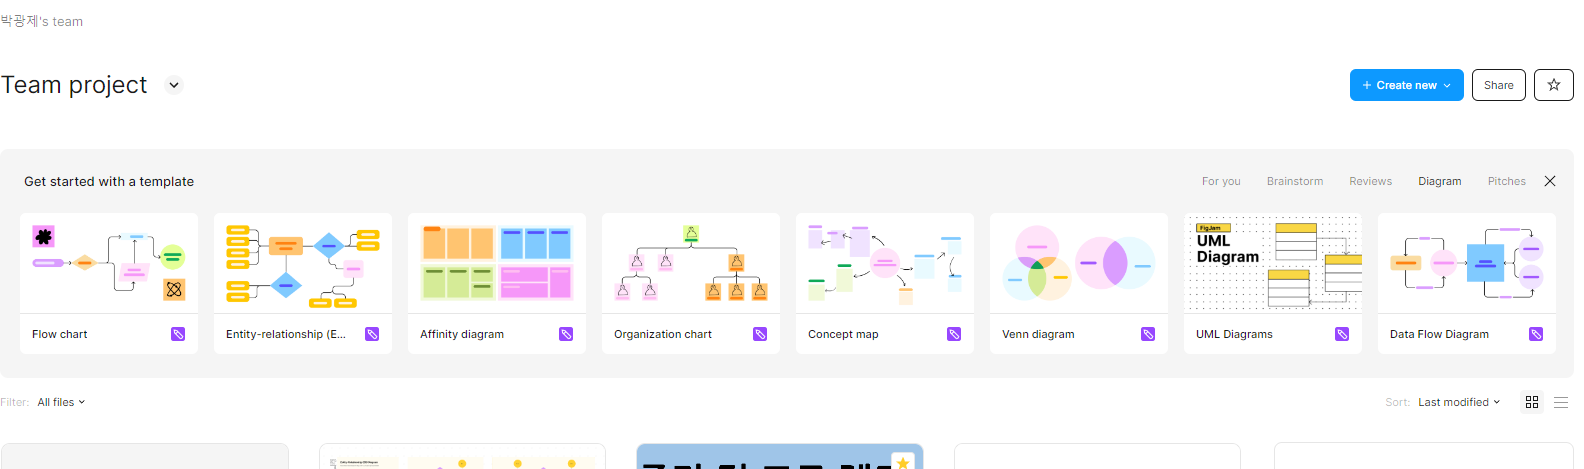 박광제's team
Team project
+ Create new
Share
Get started with a template
For you
Brainstorm
Reviews
Diagram
Pitches
FigJam
UML
Diagram
Flow chart
Entity-relationship (E...
Affinity diagram
Organization chart
Concept map
Venn diagram
UML Diagrams
Data Flow Diagram
Filter: All files
Sort: Last modified